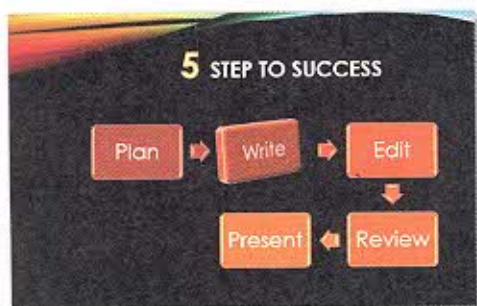 5 STEP TO SUCCESS
Plan
Write
Edit
Review
Present